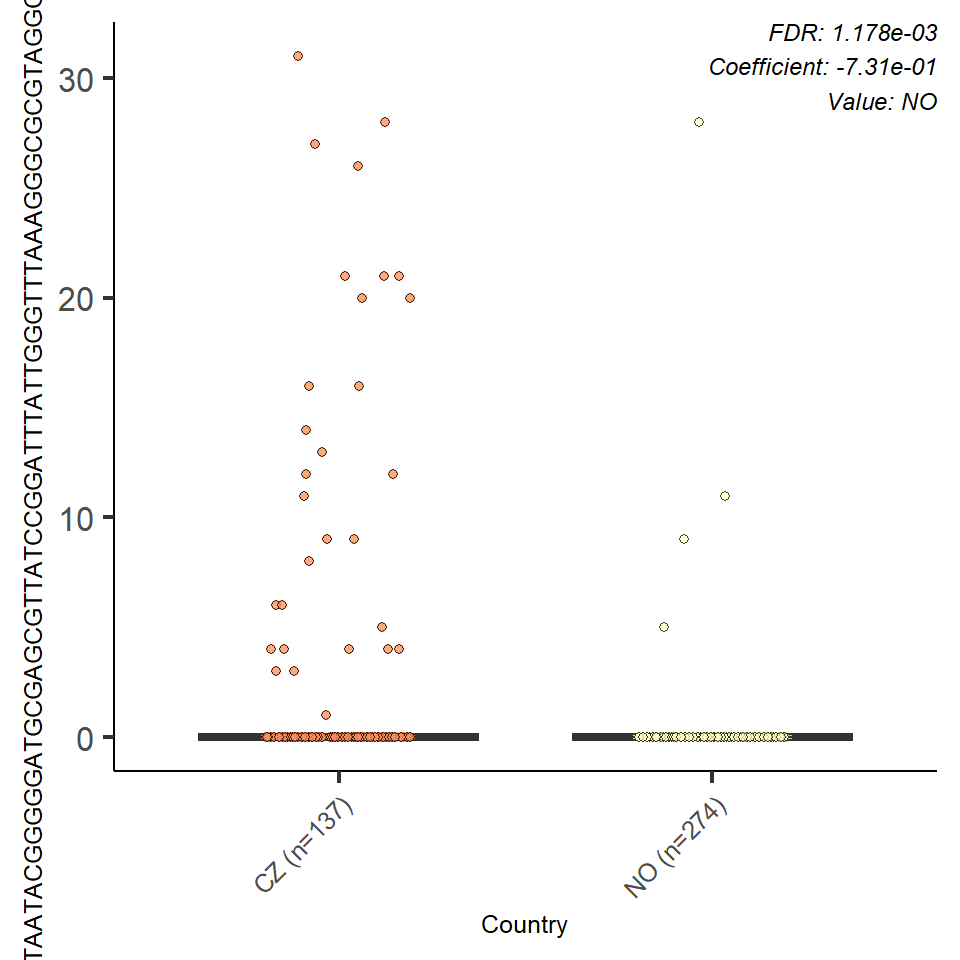 FDR: 1.178e-03
Coefficient: -7.31e-01
Value: NO
TAATACGGGGGATGCGAGCGTTATCCGGATTTATTGGGTTTAAAGGGCGCGTAGGC
30
20
10
0
CZ (n=137)
NO (n=274)
Country